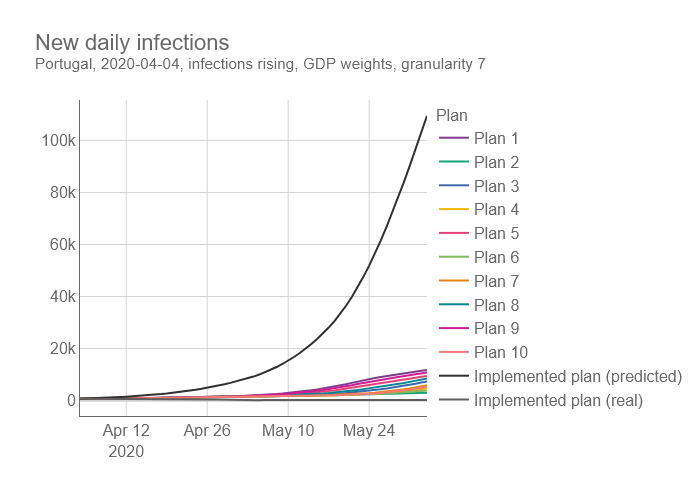 New daily infections
Portugal, 2020-04-04, infections rising, GDP weights, granularity 7
Plan
100k
80k
60k
40k
20k
0
Plan 1
Plan 2
Plan 3
Plan 4
Plan 5
Plan 6
Plan 7
Plan 8
Plan 9
Plan 10
Implemented plan (predicted)
Implemented plan (real)
Apr 12 Apr 26 May 10 May 24
2020